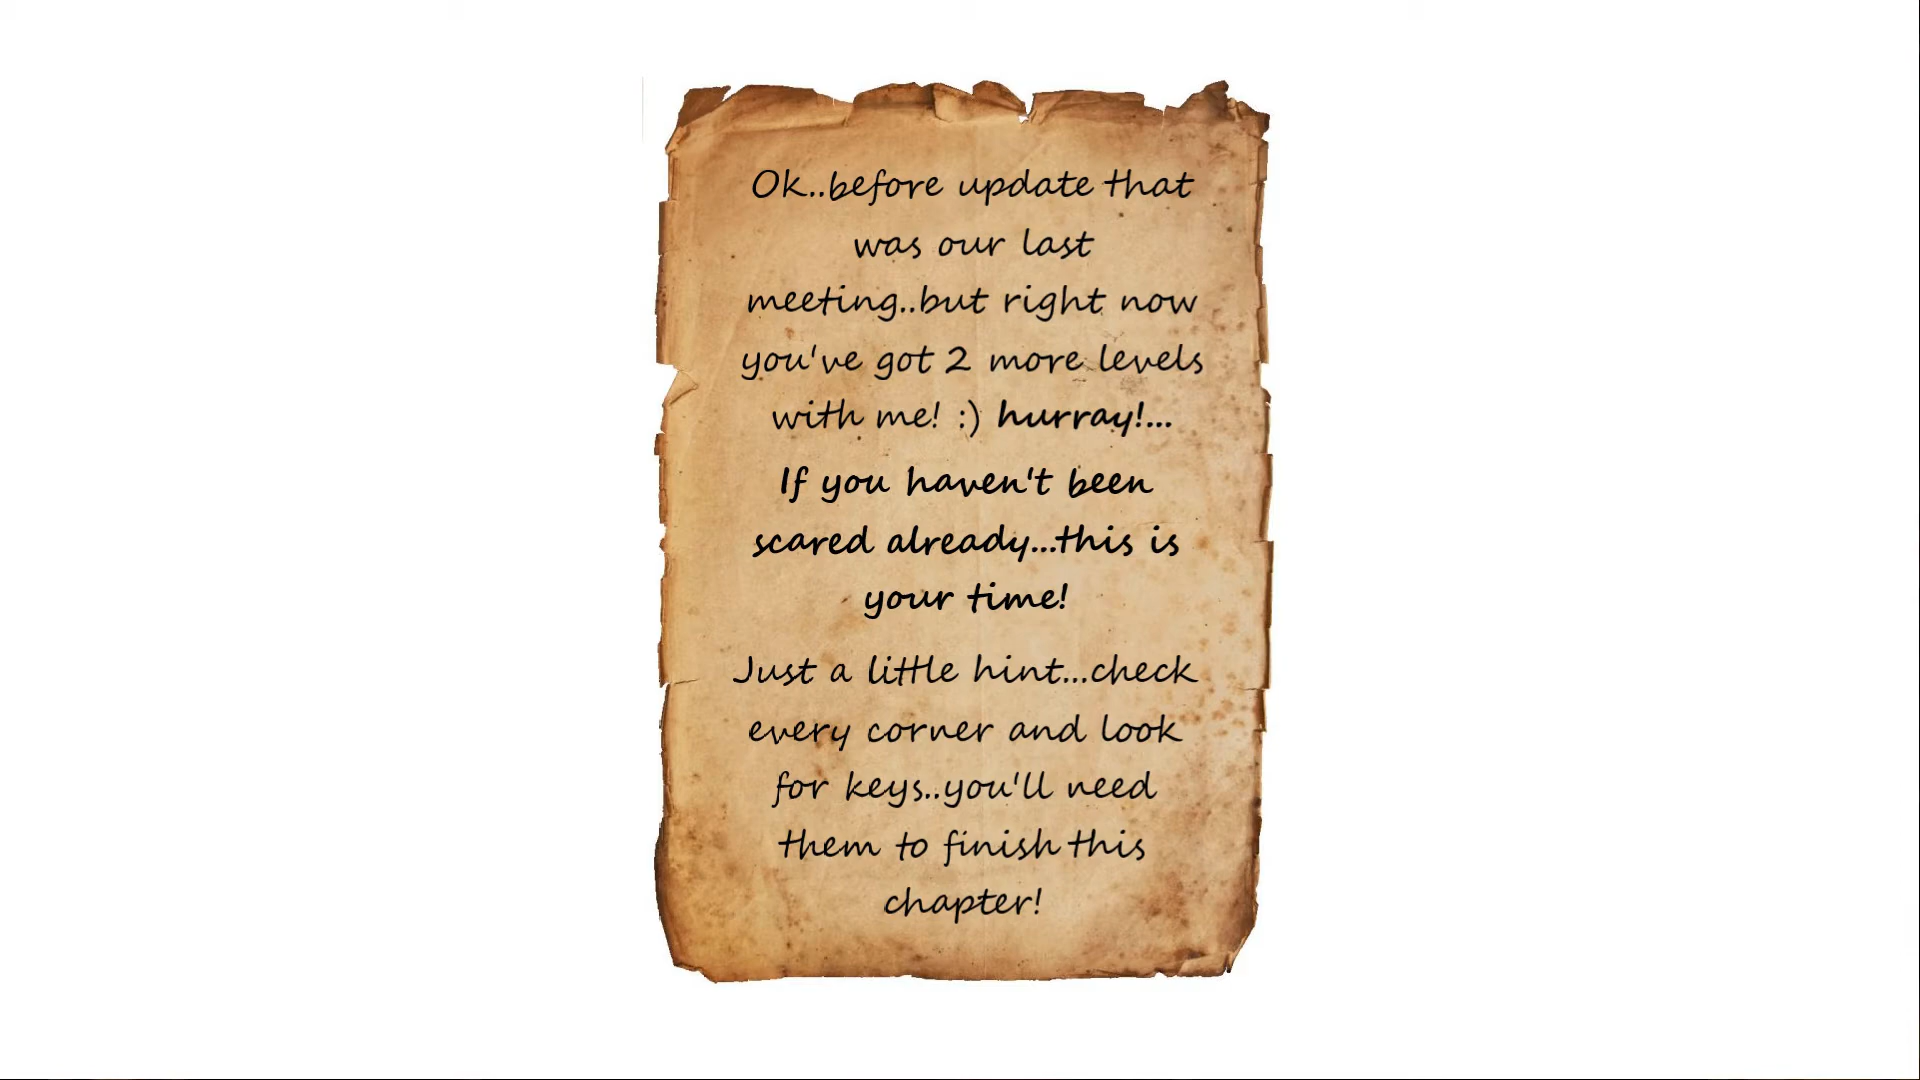 Ok..before update that
was our last
meeting..but right now
you've got 2 more levels
with me! :) hurray!...
If you haven't been
scared already...this is
your time!
Just a little hint...check
every corner and look
for keys..you'll need
them to finish this
chapter!